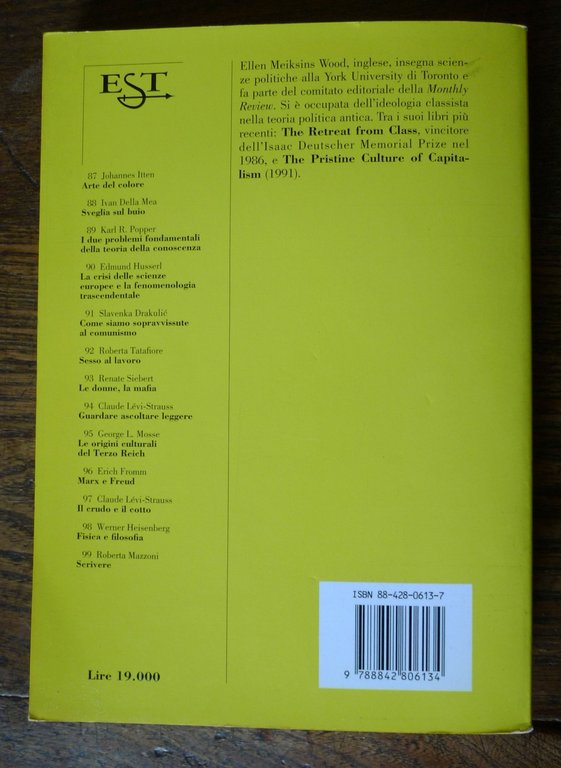 EST
87 Johannes Itten
Arte del colore
88 Ivan Della Mea
Sveglia sul buio
89 Karl R. Popper
I due problemi fondamentali
della teoria della conoscenza
90 Edmund Husserl
La crisi delle scienze
europee e la fenomenologia
trascendentale
91 Slavenka Drakulić
Come siamo sopravvissute
al comunismo
92 Roberta Tatafiore
Sesso al lavoro
93 Renate Siebert
Le donne, la mafia
94 Claude Lévi-Strauss
Guardare ascoltare leggere
95 George L. Mosse
Le origini culturali
del Terzo Reich
96 Erich Fromm
Marx e Freud
97 Claude Lévi-Strauss
Il crudo e il cotto
98 Werner Heisenberg
Fisica e filosofia
99 Roberta Mazzoni
Scrivere
Lire 19.000
Ellen Meiksins Wood, inglese, insegna scien-
ze politiche alla York University di Toronto e
fa parte del comitato editoriale della Monthly
Review. Si è occupata dell'ideologia classista
nella teoria politica antica. Tra i suoi libri più
recenti: The Retreat from Class, vincitore
dell'Isaac Deutscher Memorial Prize nel
1986, e The Pristine Culture of Capita-
lism (1991).
ISBN 88-428-0613-7
9 788842 806134